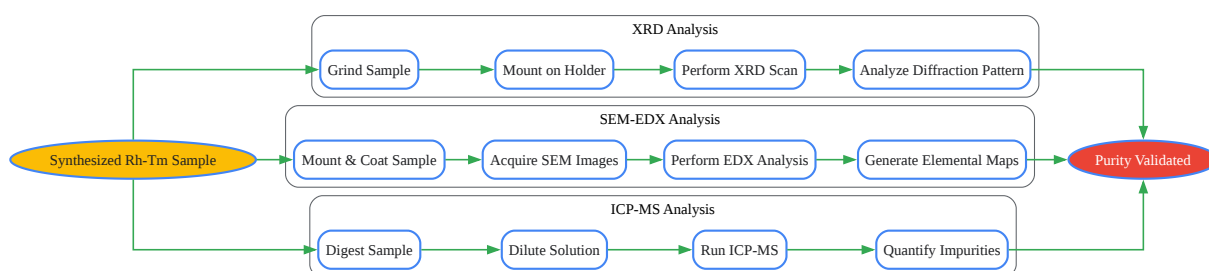 XRD Analysis
Grind Sample
Mount on Holder
Perform XRD Scan
Analyze Diffraction Pattern
SEM-EDX Analysis
Synthesized Rh-Tm Sample
Mount & Coat Sample
Acquire SEM Images
Perform EDX Analysis
Generate Elemental Maps
Purity Validated
ICP-MS Analysis
Digest Sample
Dilute Solution
Run ICP-MS
Quantify Impurities